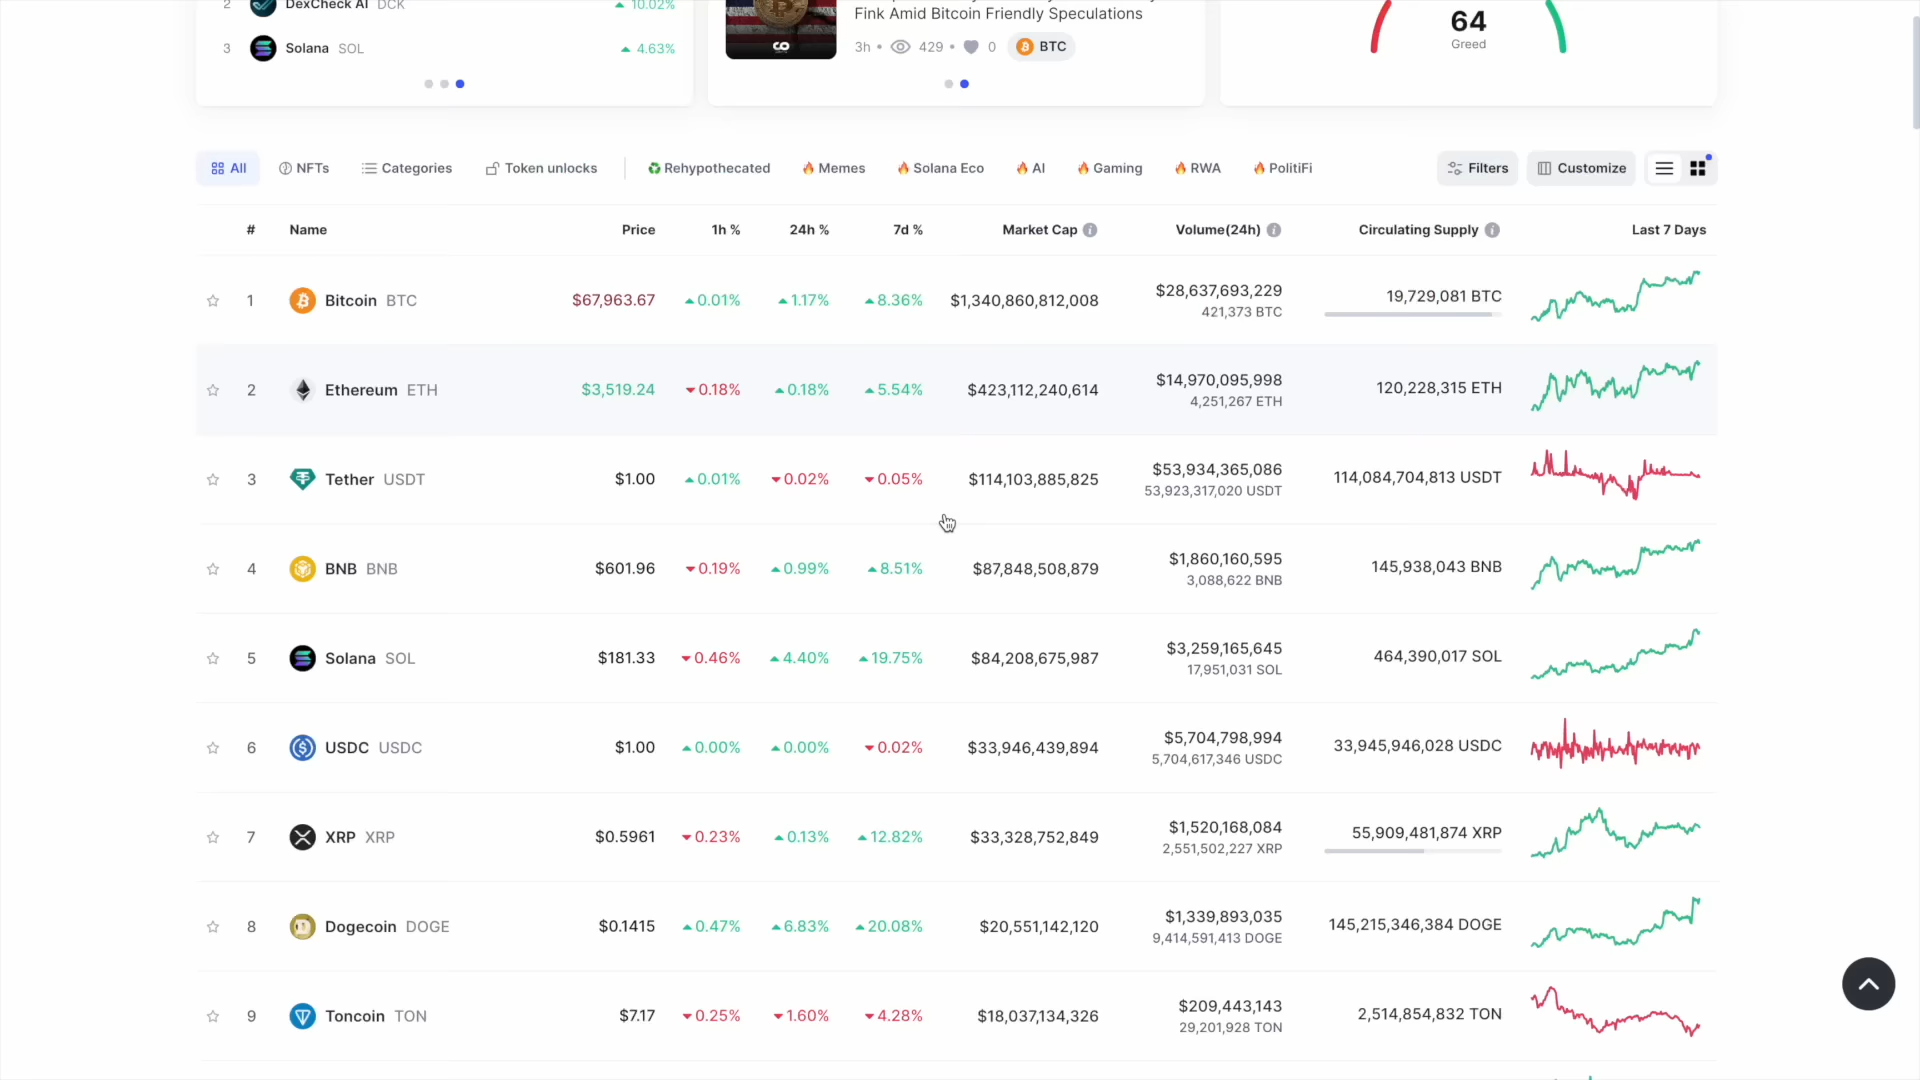 2 DexCheck AI DCK 10.02%
3 Solana SOL 4.63%
Fink Amid Bitcoin Friendly Speculations
3h • 429 • 0 BTC
64
Greed
All NFTs Categories Token unlocks Rehypothecated Memes Solana Eco AI Gaming RWA PolitiFi Filters Customize
# Name Price 1h % 24h % 7d % Market Cap Volume(24h) Circulating Supply Last 7 Days
1 Bitcoin BTC $67,963.67 0.01% 1.17% 8.36% $1,340,860,812,008 $28,637,693,229 19,729,081 BTC
421,373 BTC
2 Ethereum ETH $3,519.24 0.18% 0.18% 5.54% $423,112,240,614 $14,970,095,998 120,228,315 ETH
4,251,267 ETH
3 Tether USDT $1.00 0.01% 0.02% 0.05% $114,103,885,825 $53,934,365,086 114,084,704,813 USDT
53,923,317,020 USDT
4 BNB BNB $601.96 0.19% 0.99% 8.51% $87,848,508,879 $1,860,160,595 145,938,043 BNB
3,088,622 BNB
5 Solana SOL $181.33 0.46% 4.40% 19.75% $84,208,675,987 $3,259,165,645 464,390,017 SOL
17,951,031 SOL
6 USDC USDC $1.00 0.00% 0.00% 0.02% $33,946,439,894 $5,704,798,994 33,945,946,028 USDC
5,704,617,346 USDC
7 XRP XRP $0.5961 0.23% 0.13% 12.82% $33,328,752,849 $1,520,168,084 55,909,481,874 XRP
2,551,502,227 XRP
8 Dogecoin DOGE $0.1415 0.47% 6.83% 20.08% $20,551,142,120 $1,339,893,035 145,215,346,384 DOGE
9,414,591,413 DOGE
9 Toncoin TON $7.17 0.25% 1.60% 4.28% $18,037,134,326 $209,443,143 2,514,854,832 TON
29,201,928 TON